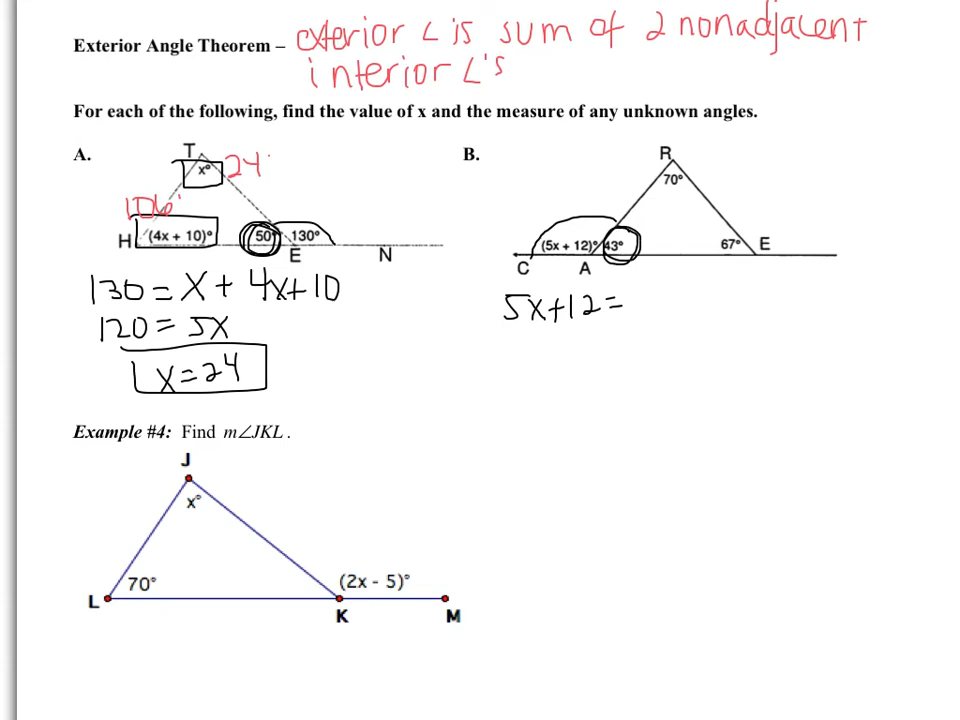 Exterior Angle Theorem – exterior ∠ is sum of 2 nonadjacent
interior ∠'s
For each of the following, find the value of x and the measure of any unknown angles.
A.
T
x° 24°
106°
H (4x + 10)° 50° 130°
E N
130 = x + 4x+10
120 = 5x
x=24
B.
R
70°
(5x + 12)° 43° 67° E
C A
5x+12=
Example #4: Find m∠JKL.
J
x°
70° (2x - 5)°
L
K M